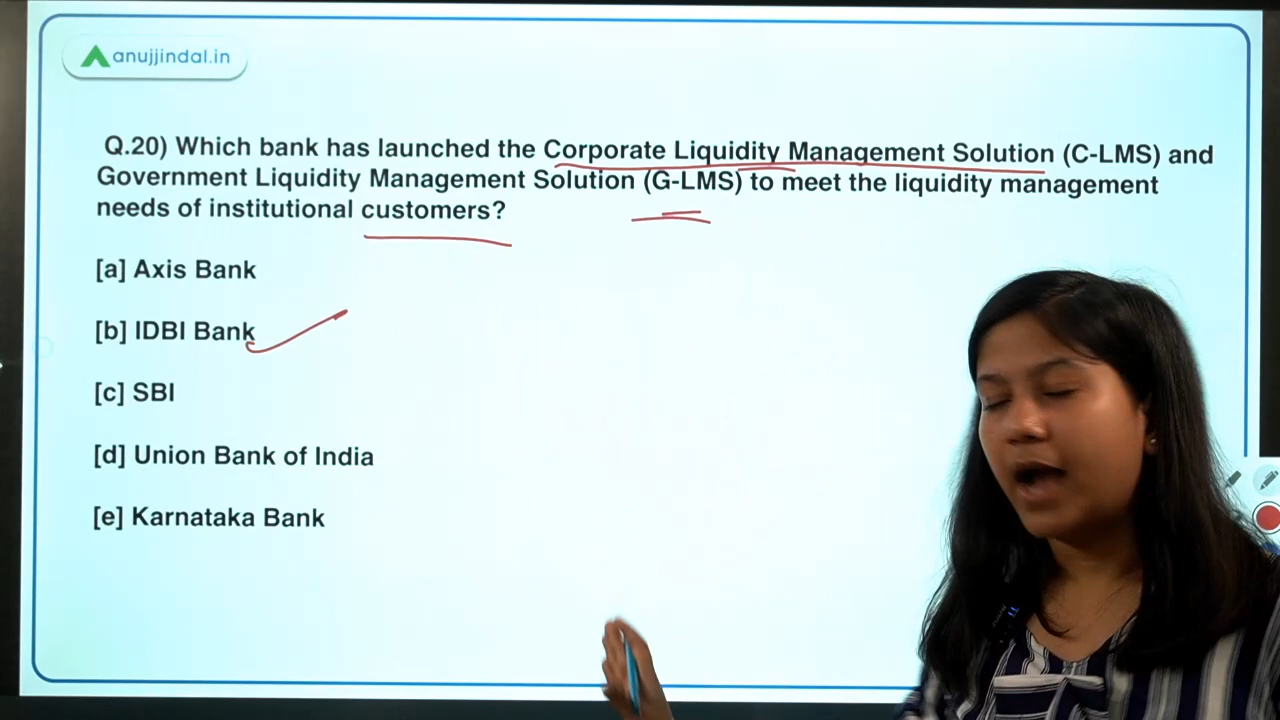 anujjindal.in
Q.20) Which bank has launched the Corporate Liquidity Management Solution (C-LMS) and
Government Liquidity Management Solution (G-LMS) to meet the liquidity management
needs of institutional customers?
[a] Axis Bank
[b] IDBI Bank
[c] SBI
[d] Union Bank of India
[e] Karnataka Bank